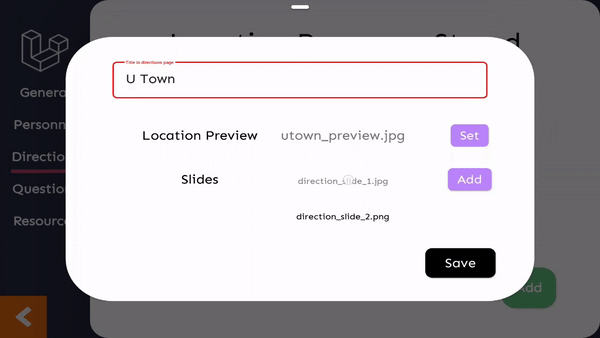 Genera
Personn
Direction
Question
Resource
Title in directions page
U Town
Location Preview
utown_preview.jpg
Set
Slides
direction_slide_1.jpg
Add
direction_slide_2.png
Save
Add